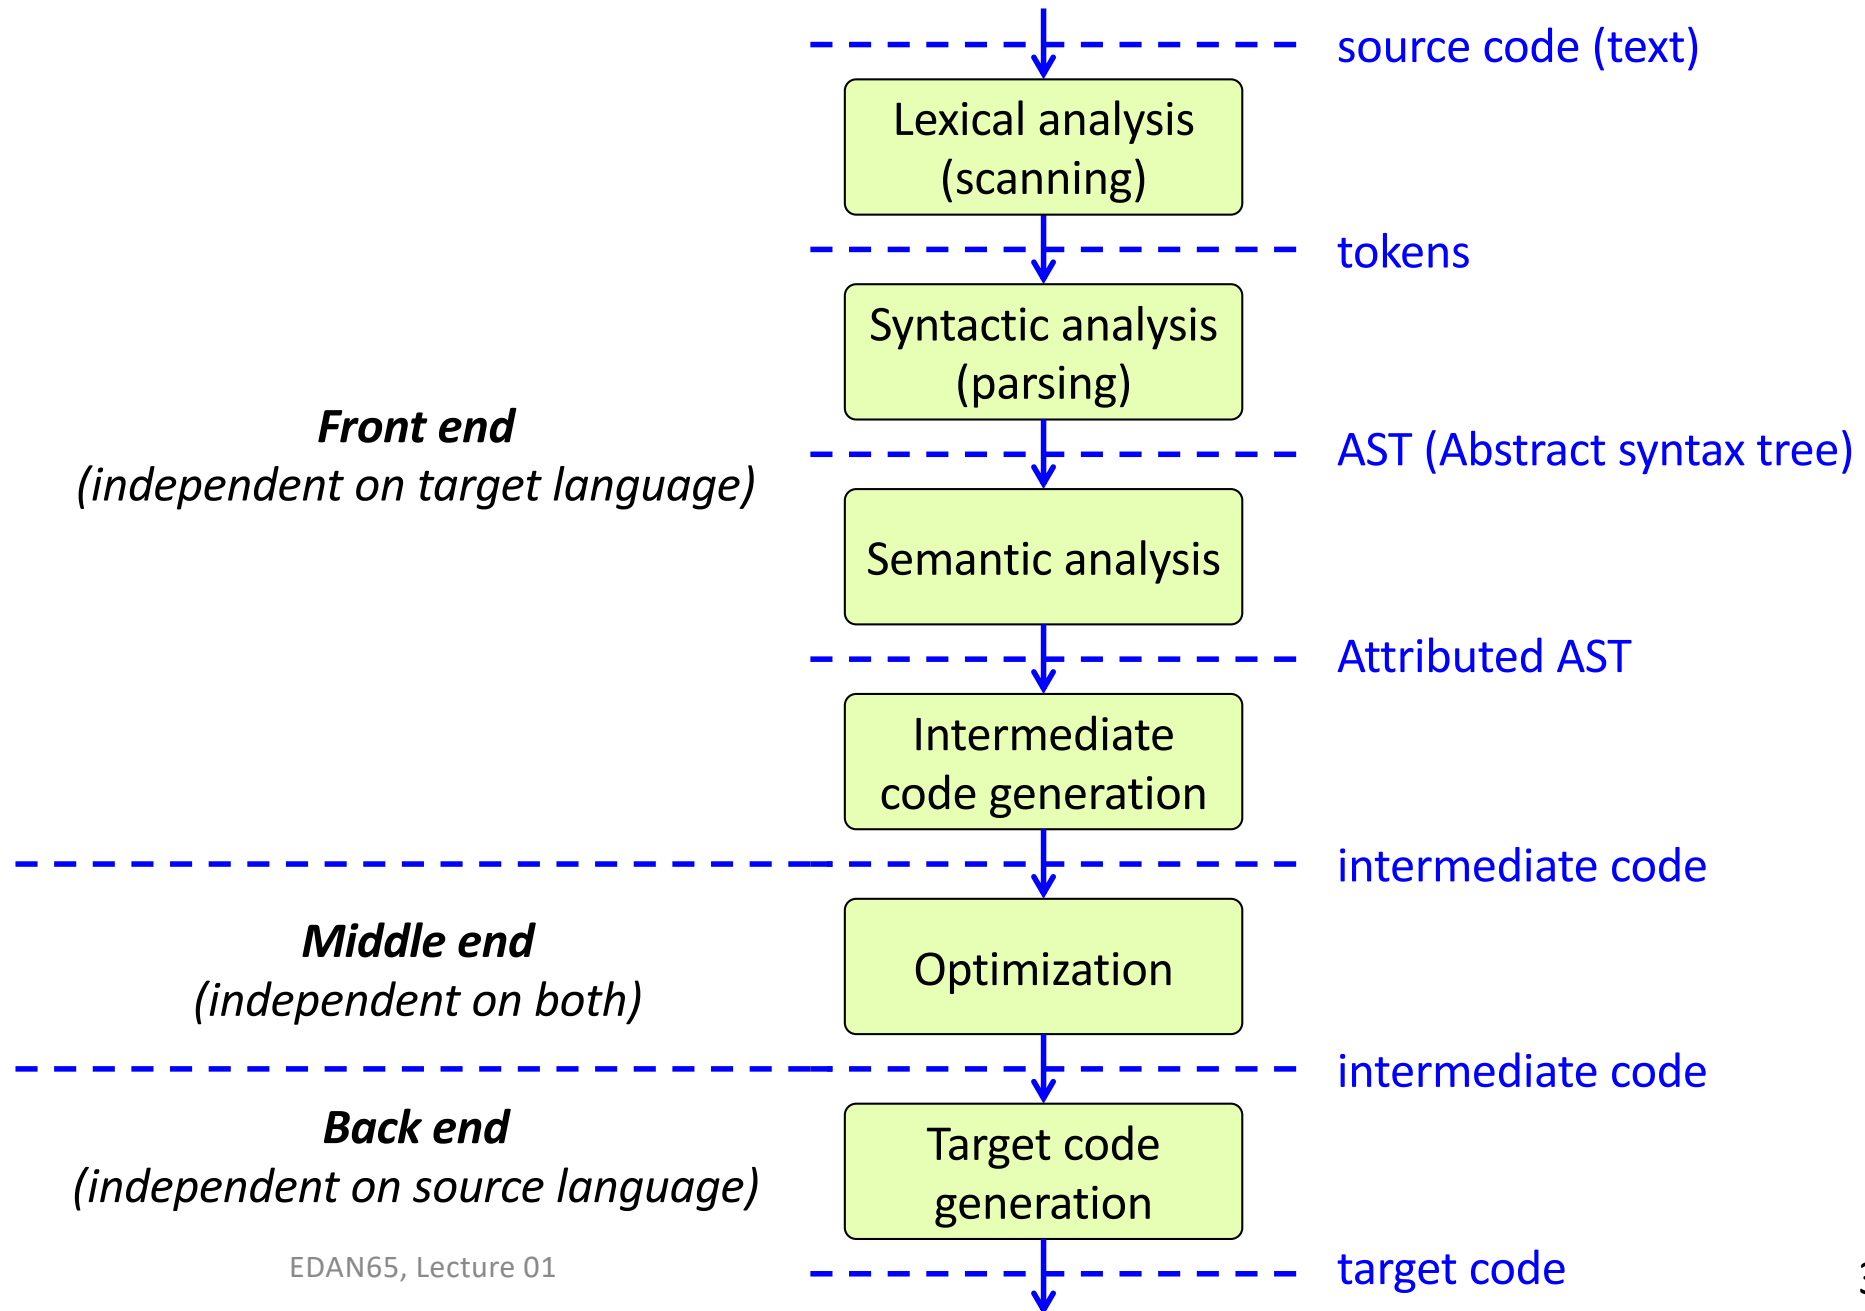 source code (text)
Lexical analysis
(scanning)
tokens
Syntactic analysis
(parsing)
Front end
(independent on target language)
AST (Abstract syntax tree)
Semantic analysis
Attributed AST
Intermediate
code generation
intermediate code
Middle end
(independent on both)
Optimization
intermediate code
Back end
(independent on source language)
Target code
generation
EDAN65, Lecture 01
target code